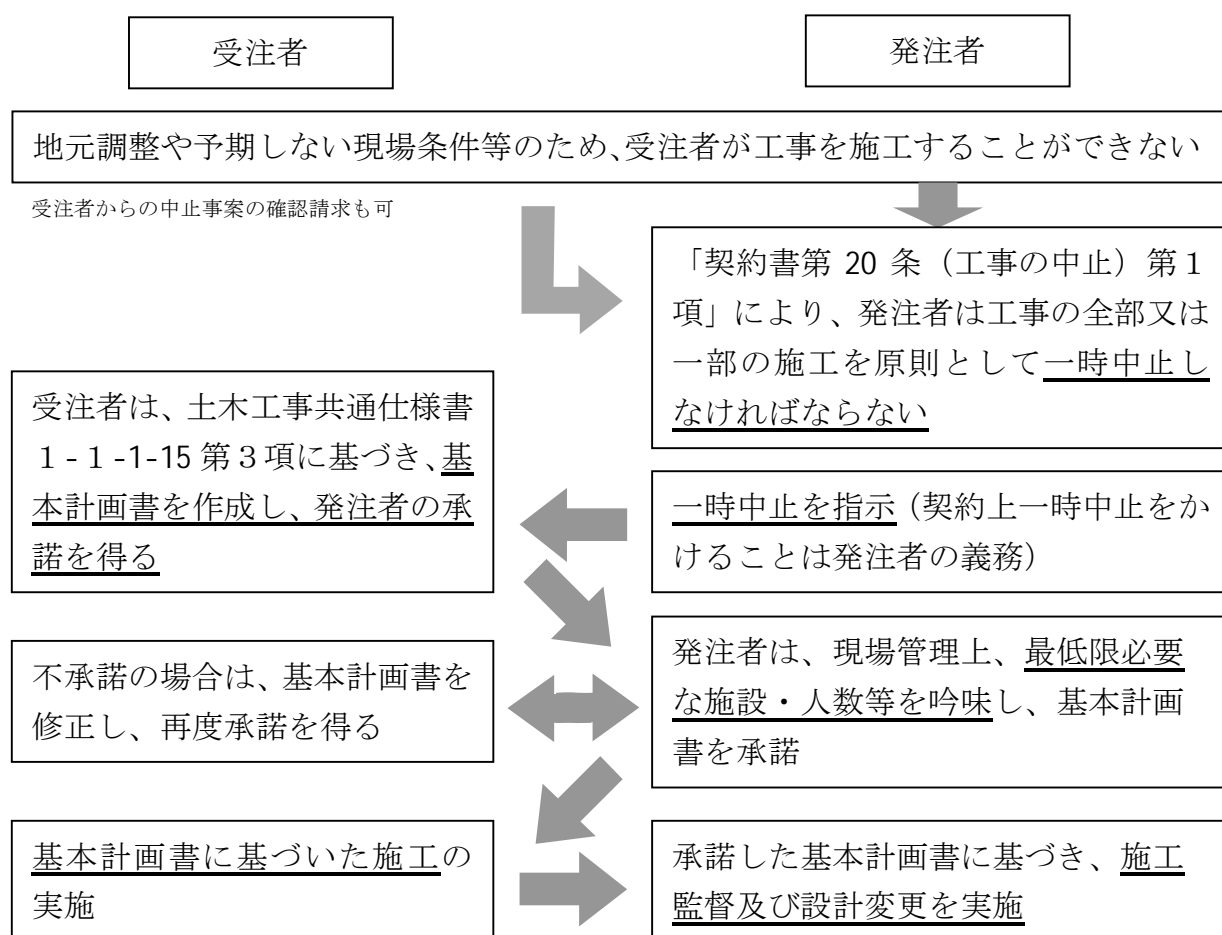 受注者
発注者
地元調整や予期しない現場条件等のため、受注者が工事を施工することができない
受注者からの中止事案の確認請求も可
「契約書第 20 条（工事の中止）第１
項」により、発注者は工事の全部又は
一部の施工を原則として一時中止し
なければならない
受注者は、土木工事共通仕様書
１-１-1-15 第３項に基づき、基
本計画書を作成し、発注者の承
諾を得る
一時中止を指示（契約上一時中止をか
けることは発注者の義務）
発注者は、現場管理上、最低限必要
な施設・人数等を吟味し、基本計画
書を承諾
不承諾の場合は、基本計画書を
修正し、再度承諾を得る
基本計画書に基づいた施工の
実施
承諾した基本計画書に基づき、施工
監督及び設計変更を実施